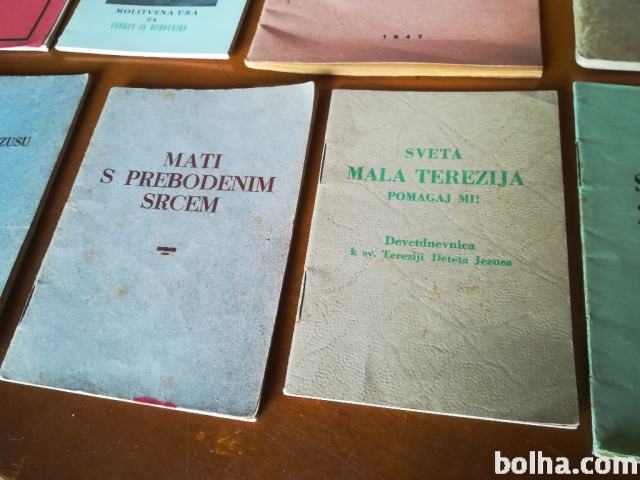 MOLITVENA URA
ZA
1947
ZUSU
MATI
S PREBODENIM
SRCEM
SVETA
MALA TEREZIJA
POMAGAJ MI!
Devetdnevnica
k sv. Tereziji Deteta Jezusa
S
bolha.com